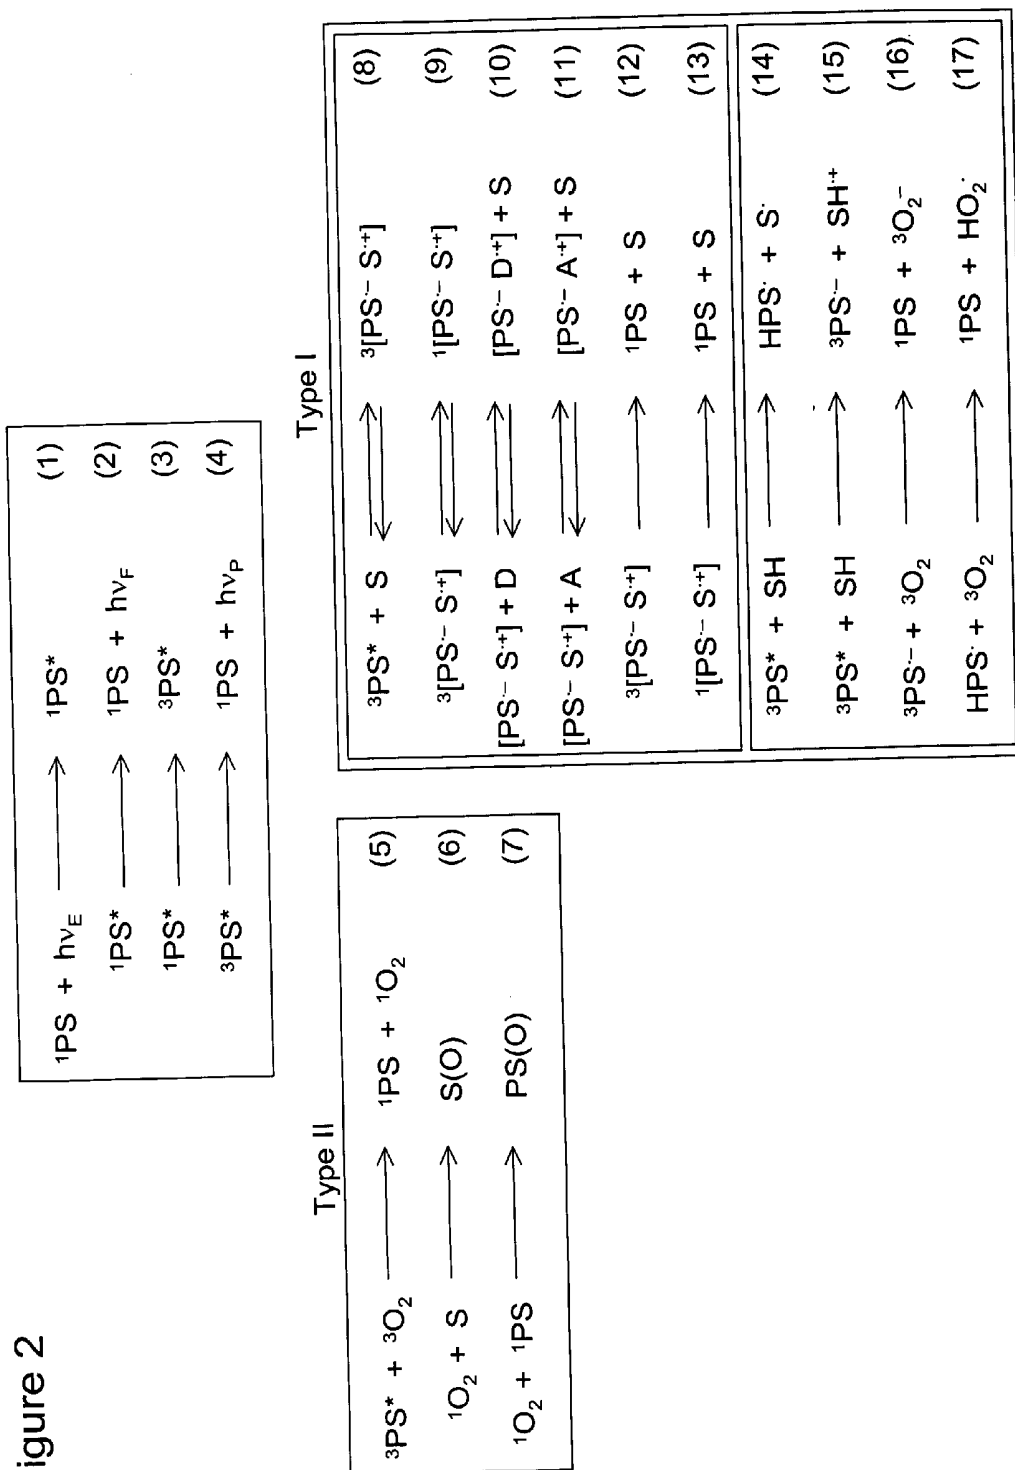 igure 2
¹PS + hνE ⟶ ¹PS* (1)
¹PS* ⟶ ¹PS + hνF (2)
¹PS* ⟶ ³PS* (3)
³PS* ⟶ ¹PS + hνP (4)
Type II
³PS* + ³O₂ ⟶ ¹PS + ¹O₂ (5)
¹O₂ + S ⟶ S(O) (6)
¹O₂ + ¹PS ⟶ PS(O) (7)
Type I
³PS* + S ⇄ ³[PS·– S·+] (8)
³[PS·– S·+] ⇄ ¹[PS·– S·+] (9)
[PS·– S·+] + D ⇄ [PS·– D·+] + S (10)
[PS·– S·+] + A ⇄ [PS·– A·+] + S (11)
³[PS·– S·+] ⟶ ¹PS + S (12)
¹[PS·– S·+] ⟶ ¹PS + S (13)
³PS* + SH ⟶ HPS· + S· (14)
³PS* + SH ⟶ ³PS·– + SH·+ (15)
³PS·– + ³O₂ ⟶ ¹PS + ³O₂⁻ (16)
HPS· + ³O₂ ⟶ ¹PS + HO₂· (17)